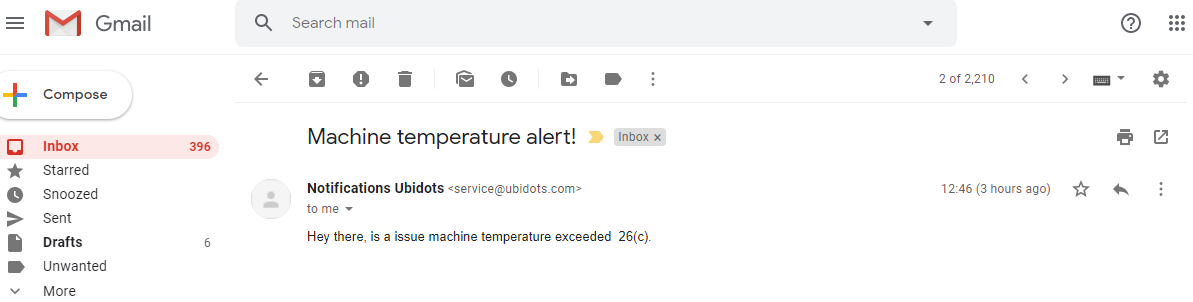 Gmail
Search mail
Compose
2 of 2,210
Inbox 396
Starred
Snoozed
Sent
Drafts 6
Unwanted
More
Machine temperature alert! Inbox x
Notifications Ubidots <service@ubidots.com> 12:46 (3 hours ago)
to me
Hey there, is a issue machine temperature exceeded 26(c).